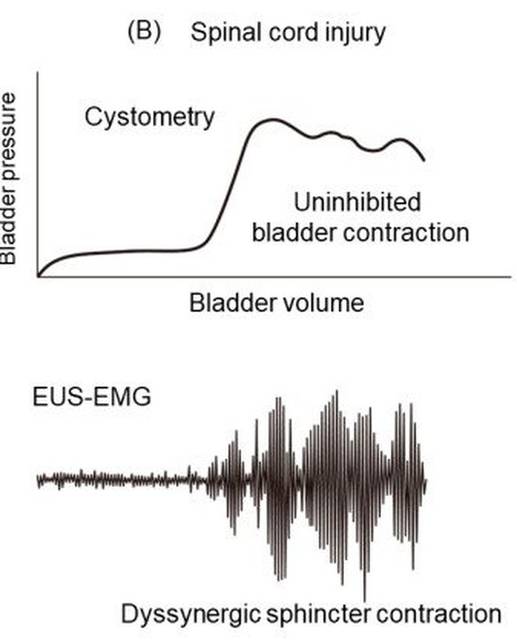 (B) Spinal cord injury
Cystometry
Bladder pressure
Uninhibited
bladder contraction
Bladder volume
EUS-EMG
Dyssynergic sphincter contraction